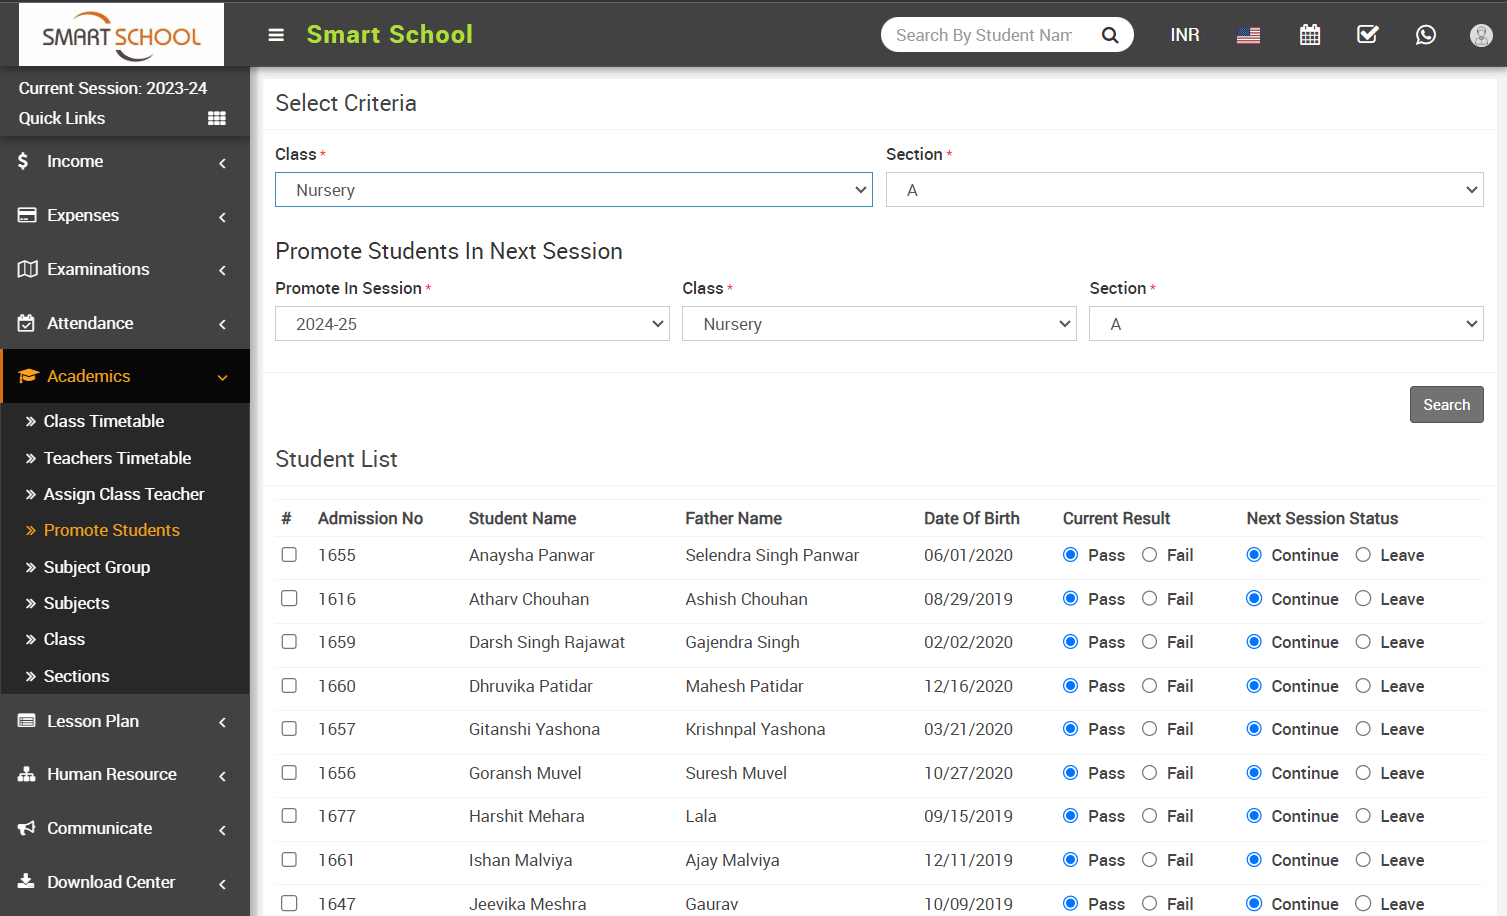 SMART SCHOOL
Smart School
Search By Student Nam
INR
Current Session: 2023-24
Quick Links
Income
Expenses
Examinations
Attendance
Academics
Class Timetable
Teachers Timetable
Assign Class Teacher
Promote Students
Subject Group
Subjects
Class
Sections
Lesson Plan
Human Resource
Communicate
Download Center
Select Criteria
Class * Section *
Nursery A
Promote Students In Next Session
Promote In Session * Class * Section *
2024-25 Nursery A
Search
Student List
# Admission No Student Name Father Name Date Of Birth Current Result Next Session Status
1655 Anaysha Panwar Selendra Singh Panwar 06/01/2020 Pass Fail Continue Leave
1616 Atharv Chouhan Ashish Chouhan 08/29/2019 Pass Fail Continue Leave
1659 Darsh Singh Rajawat Gajendra Singh 02/02/2020 Pass Fail Continue Leave
1660 Dhruvika Patidar Mahesh Patidar 12/16/2020 Pass Fail Continue Leave
1657 Gitanshi Yashona Krishnpal Yashona 03/21/2020 Pass Fail Continue Leave
1656 Goransh Muvel Suresh Muvel 10/27/2020 Pass Fail Continue Leave
1677 Harshit Mehara Lala 09/15/2019 Pass Fail Continue Leave
1661 Ishan Malviya Ajay Malviya 12/11/2019 Pass Fail Continue Leave
1647 Jeevika Meshra Gaurav 10/09/2019 Pass Fail Continue Leave